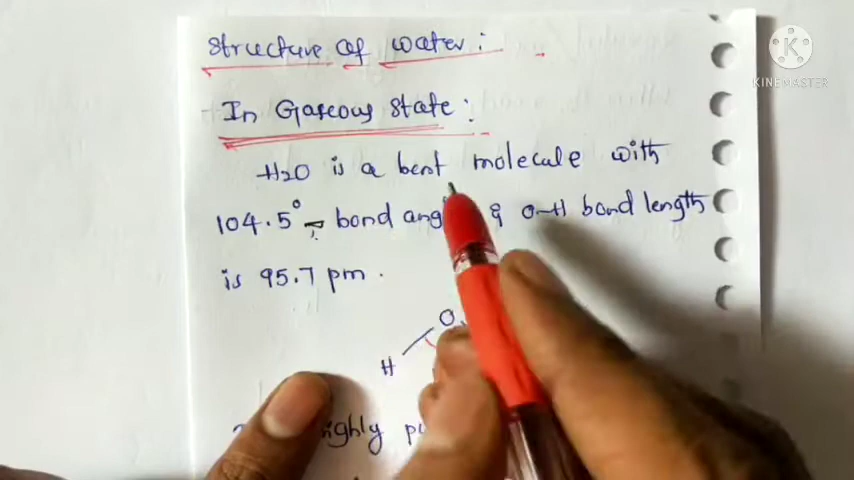 Structure of water:
In Gaseous State:
H2O is a bent molecule with
104.5° bond ang & O-H bond length
is 95.7 pm.
O
H
ighly
K
KINEMASTER